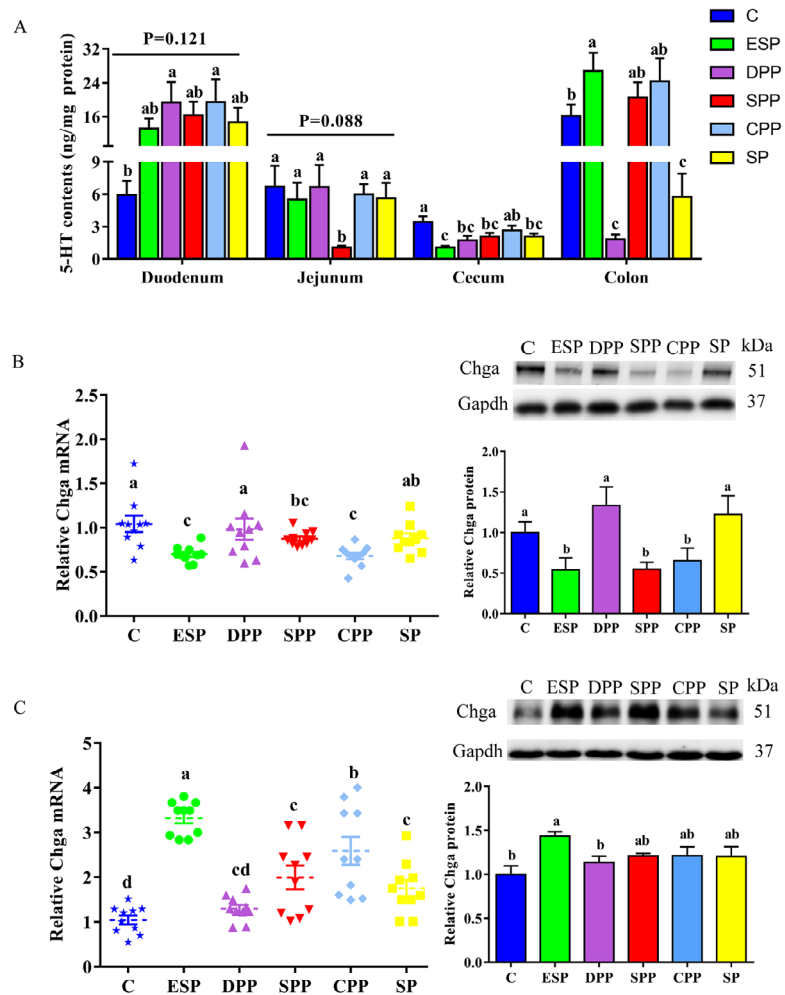 A
C
ESP
DPP
SPP
CPP
SP
5-HT contents (ng/mg protein)
32
24
16
9
6
3
0
P=0.121
P=0.088
b ab a ab a ab
a a a b a a
a c bc bc ab bc
b a c ab ab c
Duodenum Jejunum Cecum Colon
B
C ESP DPP SPP CPP SP kDa
Chga 51
Gapdh 37
Relative Chga mRNA
2.5
2.0
1.5
1.0
0.5
0.0
a c a bc c ab
C ESP DPP SPP CPP SP
Relative Chga protein
2.0
1.5
1.0
0.5
0.0
a b a b b a
C ESP DPP SPP CPP SP
C
C ESP DPP SPP CPP SP kDa
Chga 51
Gapdh 37
Relative Chga mRNA
5
4
3
2
1
0
d a cd c b c
C ESP DPP SPP CPP SP
Relative Chga protein
2.0
1.5
1.0
0.5
0.0
b a b ab ab ab
C ESP DPP SPP CPP SP